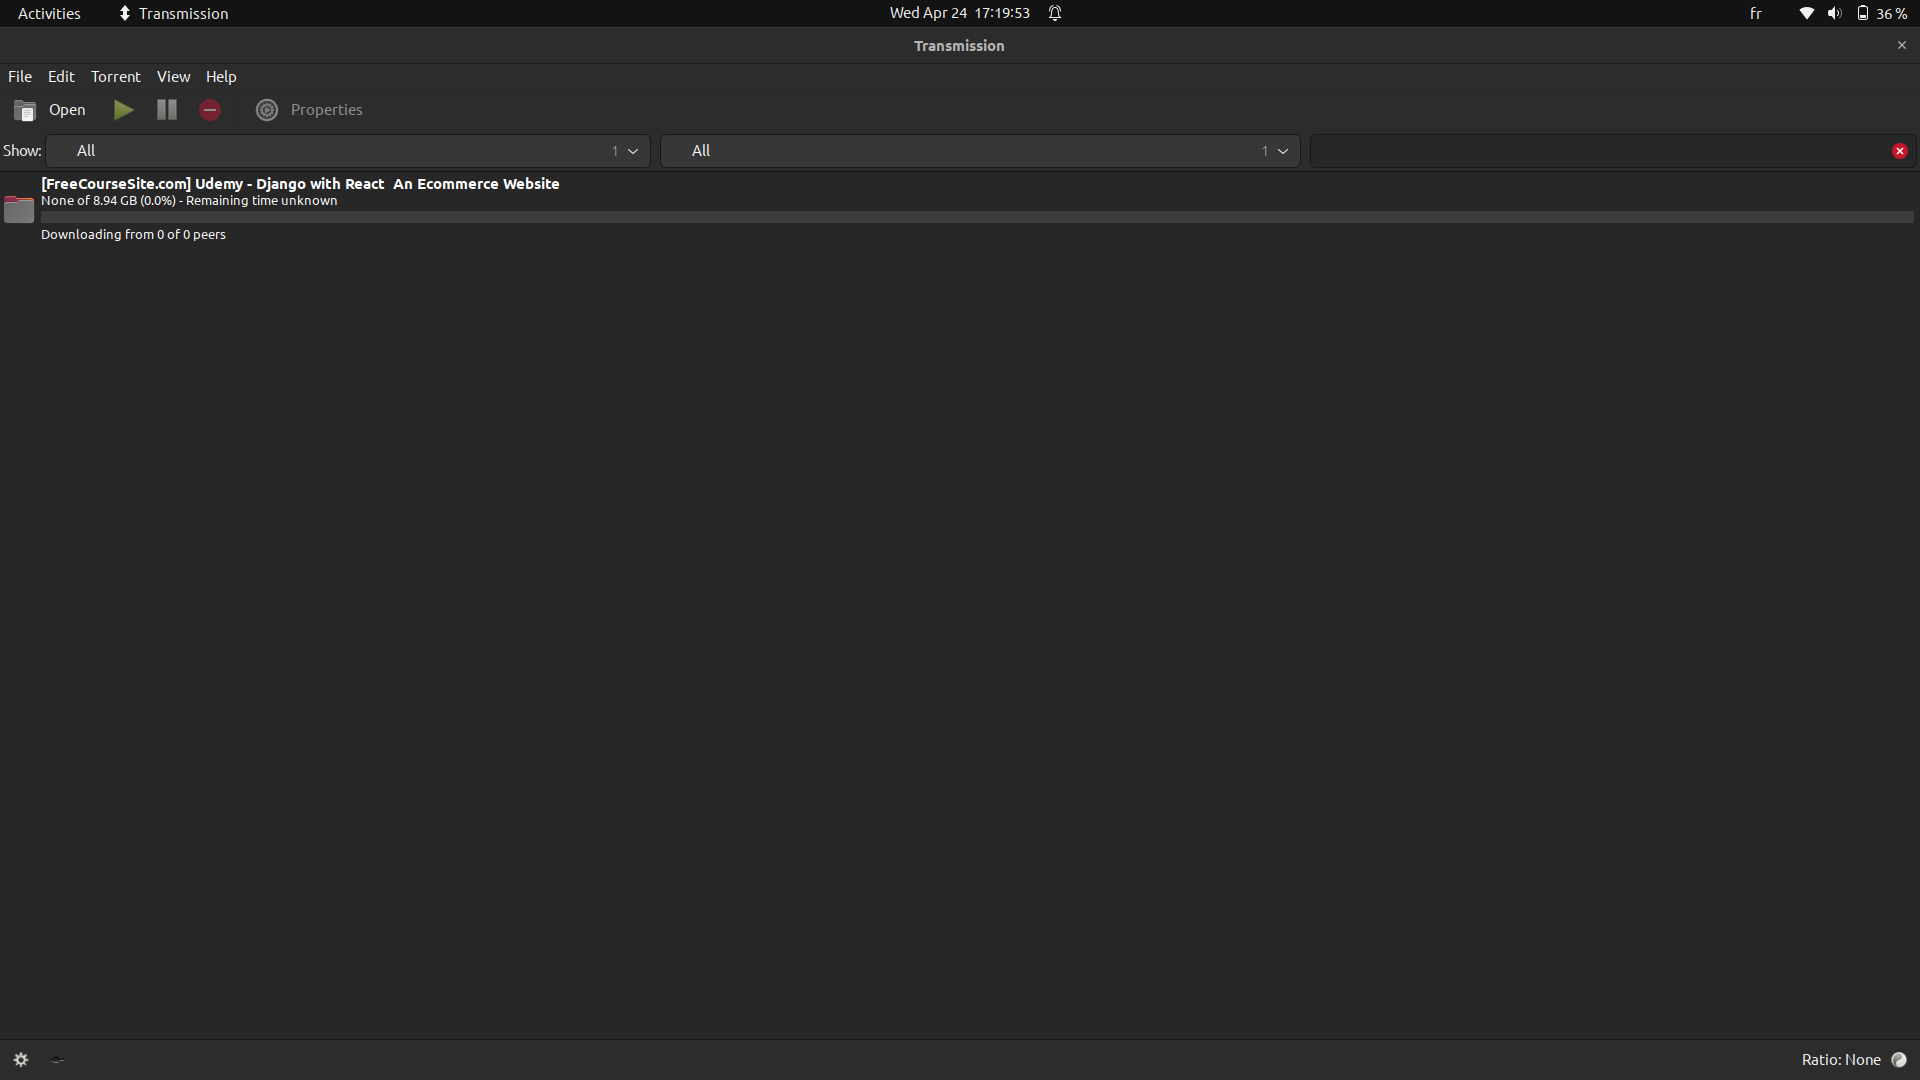 Activities Transmission Wed Apr 24 17:19:53 fr 36 %
Transmission
File Edit Torrent View Help
Open Properties
Show: All 1 All 1
[FreeCourseSite.com] Udemy - Django with React  An Ecommerce Website
None of 8.94 GB (0.0%) - Remaining time unknown
Downloading from 0 of 0 peers
Ratio: None